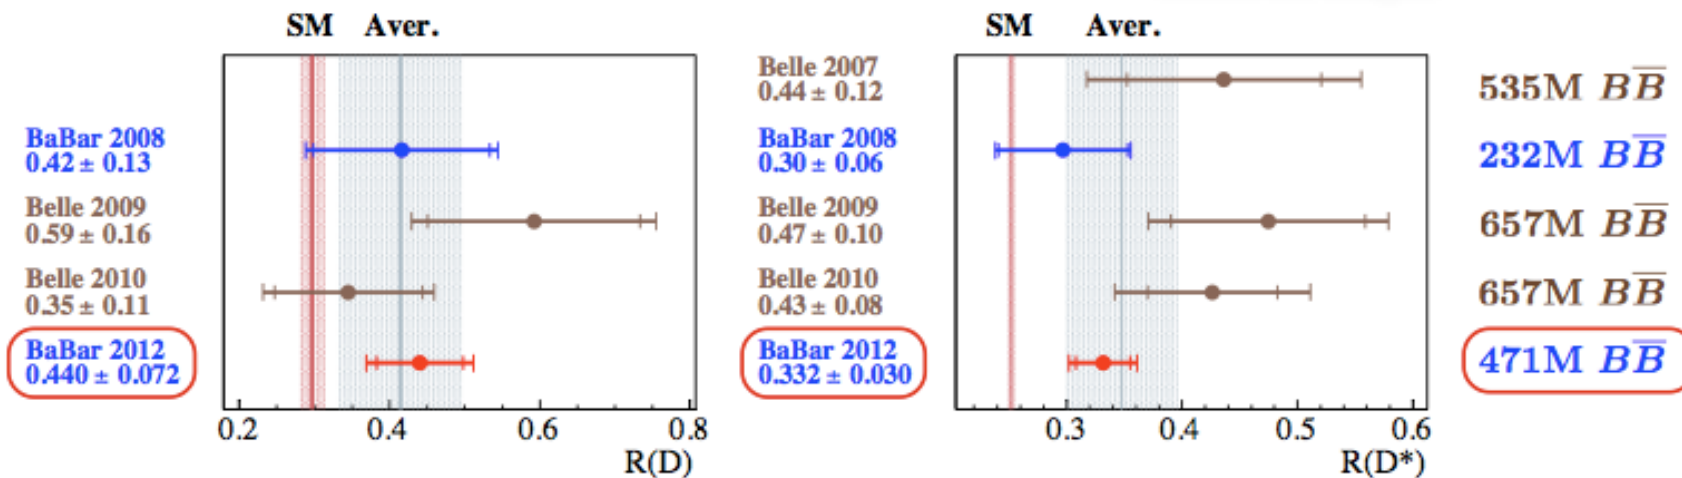 SM Aver.
BaBar 2008
0.42 ± 0.13
Belle 2009
0.59 ± 0.16
Belle 2010
0.35 ± 0.11
BaBar 2012
0.440 ± 0.072
0.2 0.4 0.6 0.8
R(D)
SM Aver.
Belle 2007
0.44 ± 0.12
BaBar 2008
0.30 ± 0.06
Belle 2009
0.47 ± 0.10
Belle 2010
0.43 ± 0.08
BaBar 2012
0.332 ± 0.030
0.3 0.4 0.5 0.6
R(D*)
535M BB̅
232M BB̅
657M BB̅
657M BB̅
471M BB̅